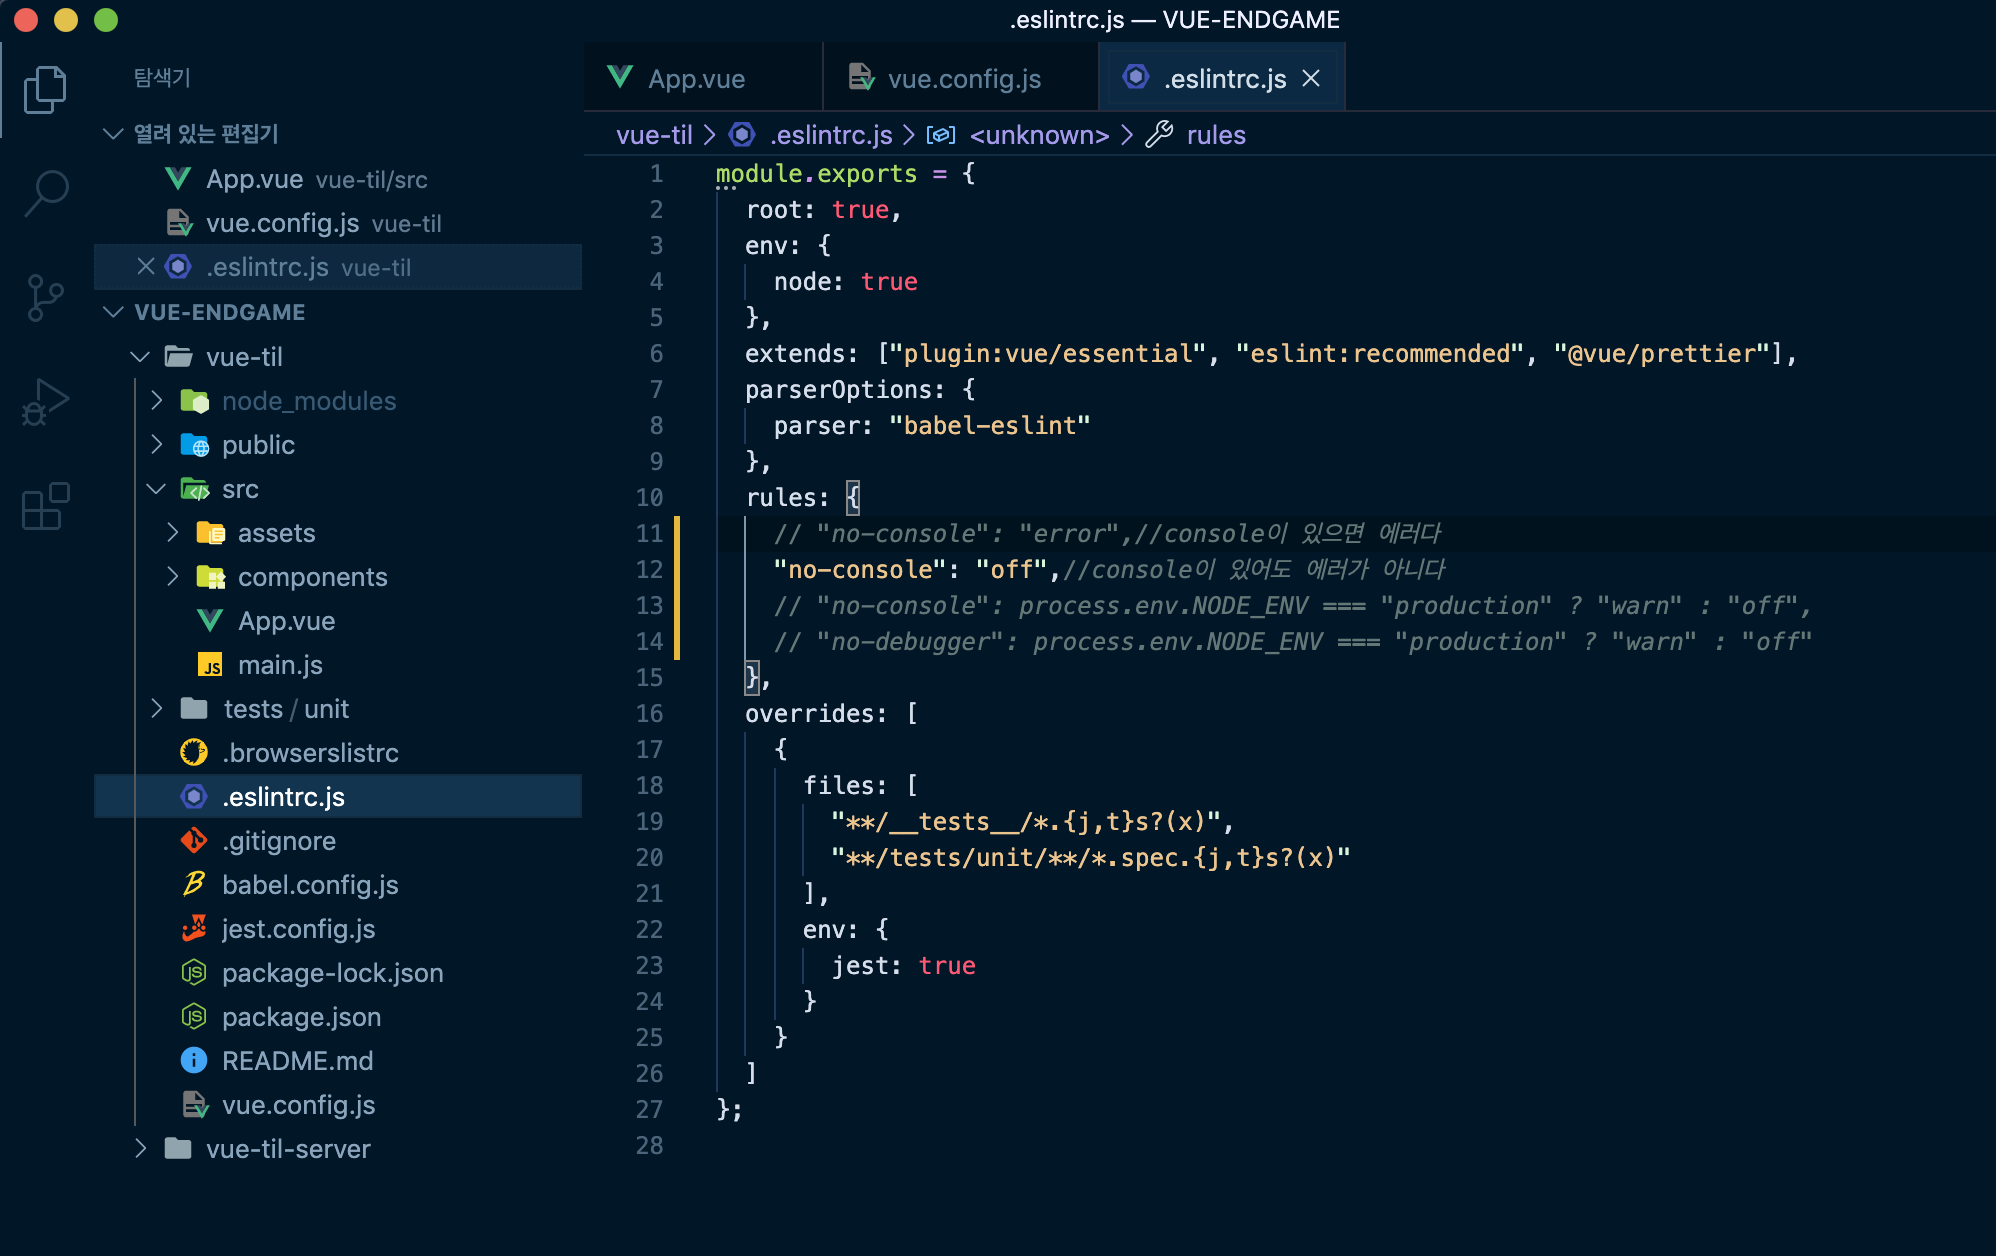 .eslintrc.js — VUE-ENDGAME
탐색기
열려 있는 편집기
App.vue vue-til/src
vue.config.js vue-til
.eslintrc.js vue-til
VUE-ENDGAME
vue-til
node_modules
public
src
assets
components
App.vue
main.js
tests / unit
.browserslistrc
.eslintrc.js
.gitignore
babel.config.js
jest.config.js
package-lock.json
package.json
README.md
vue.config.js
vue-til-server
App.vue
vue.config.js
.eslintrc.js
vue-til > .eslintrc.js > <unknown> > rules
1 module.exports = {
2   root: true,
3   env: {
4     node: true
5   },
6   extends: ["plugin:vue/essential", "eslint:recommended", "@vue/prettier"],
7   parserOptions: {
8     parser: "babel-eslint"
9   },
10   rules: {
11     // "no-console": "error",//console이 있으면 에러다
12     "no-console": "off",//console이 있어도 에러가 아니다
13     // "no-console": process.env.NODE_ENV === "production" ? "warn" : "off",
14     // "no-debugger": process.env.NODE_ENV === "production" ? "warn" : "off"
15   },
16   overrides: [
17     {
18       files: [
19         "**/__tests__/*.{j,t}s?(x)",
20         "**/tests/unit/**/*.spec.{j,t}s?(x)"
21       ],
22       env: {
23         jest: true
24       }
25     }
26   ]
27 };
28